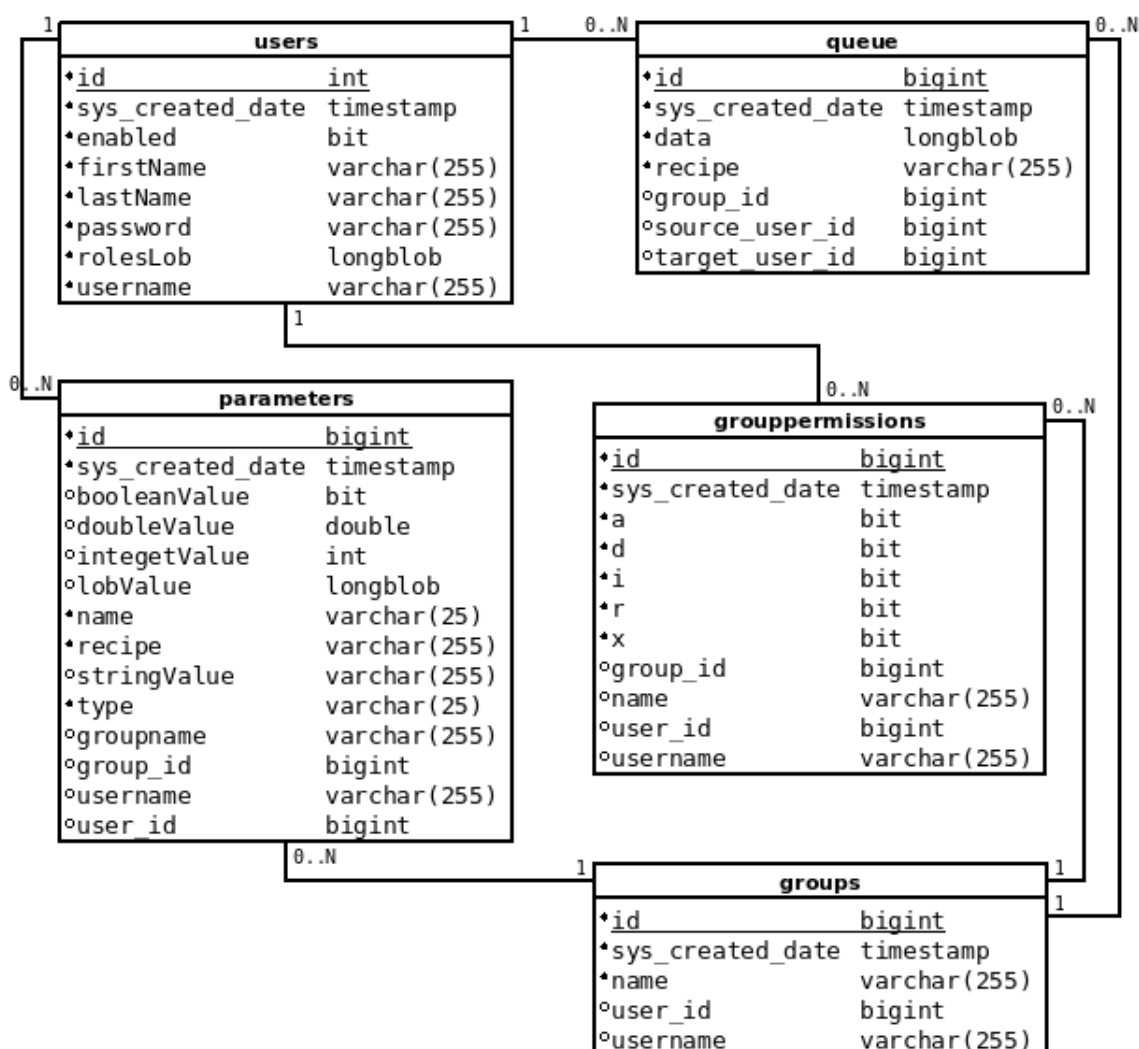 1
users
1
0..N
queue
0..N
id int
sys_created_date timestamp
enabled bit
firstName varchar(255)
lastName varchar(255)
password varchar(255)
rolesLob longblob
username varchar(255)
id bigint
sys_created_date timestamp
data longblob
recipe varchar(255)
group_id bigint
source_user_id bigint
target_user_id bigint
1
0..N
parameters
id bigint
sys_created_date timestamp
booleanValue bit
doubleValue double
integetValue int
lobValue longblob
name varchar(25)
recipe varchar(255)
stringValue varchar(255)
type varchar(25)
groupname varchar(255)
group_id bigint
username varchar(255)
user_id bigint
0..N
0..N
grouppermissions
id bigint
sys_created_date timestamp
a bit
d bit
i bit
r bit
x bit
group_id bigint
name varchar(255)
user_id bigint
username varchar(255)
0..N
1
1
1
groups
id bigint
sys_created_date timestamp
name varchar(255)
user_id bigint
username varchar(255)